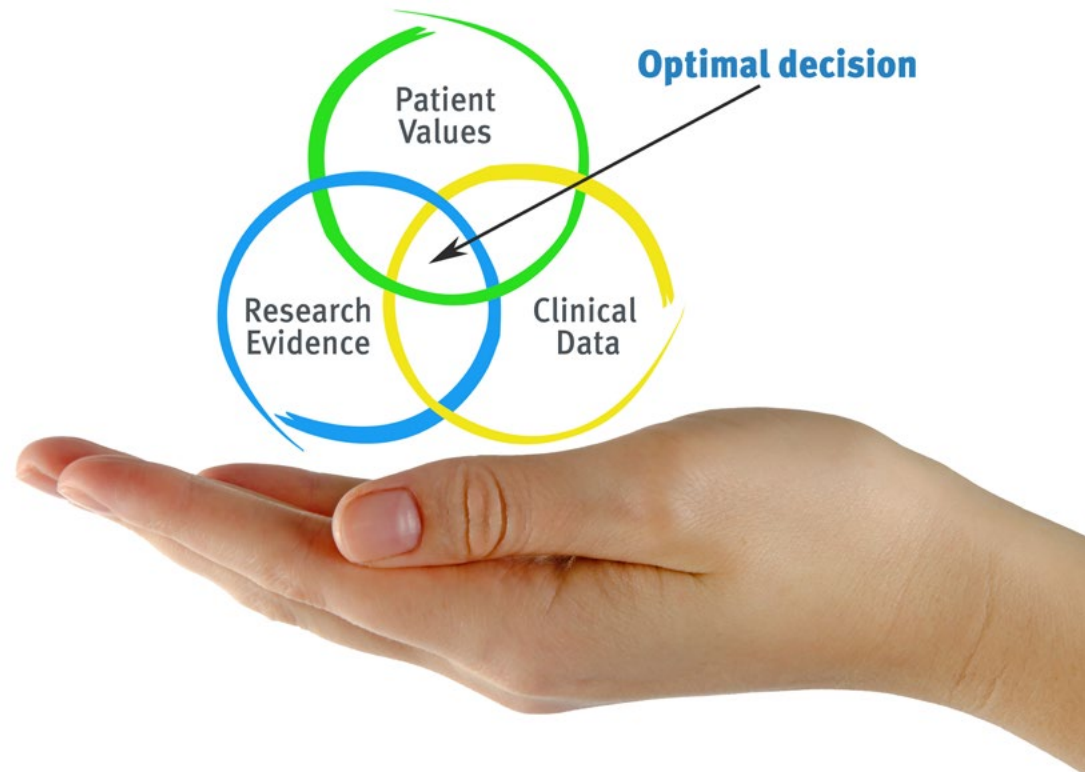 Optimal decision
Patient
Values
Research
Evidence
Clinical
Data